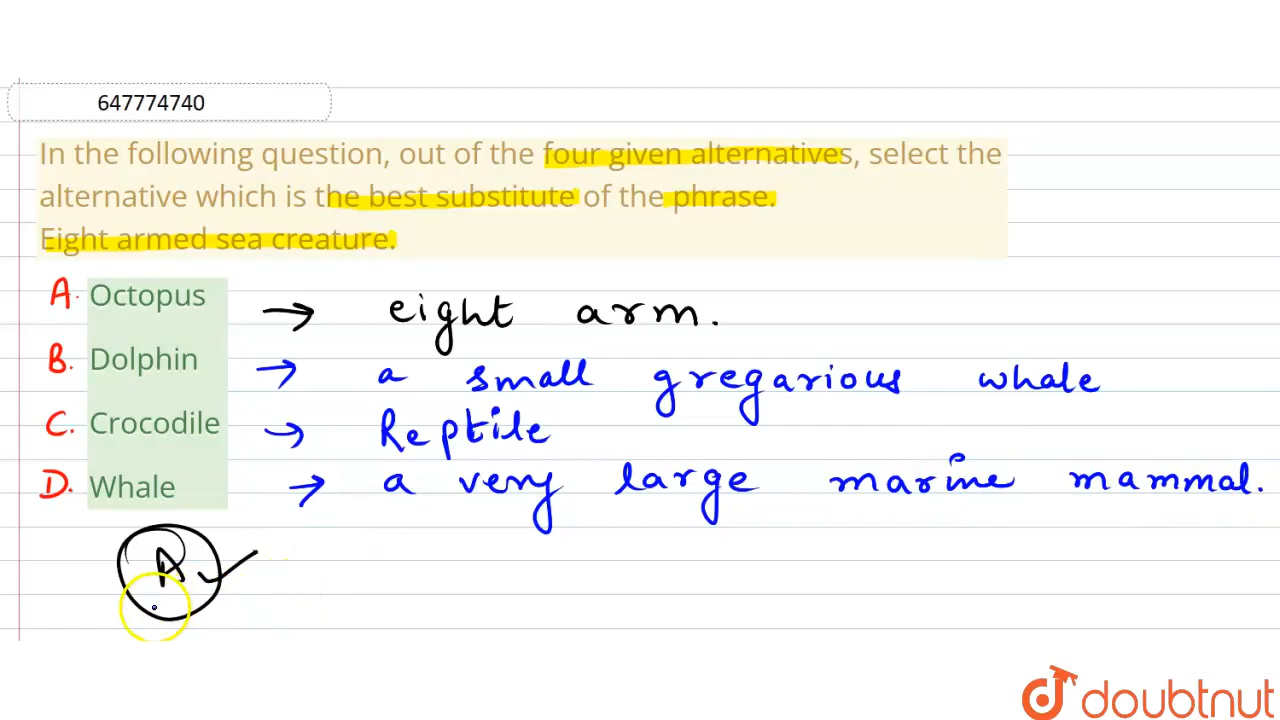 647774740
In the following question, out of the four given alternatives, select the
alternative which is the best substitute of the phrase.
Eight armed sea creature.
A. Octopus → eight arm.
B. Dolphin → a small gregarious whale
C. Crocodile → Reptile
D. Whale → a very large marine mammal.
A
doubtnut